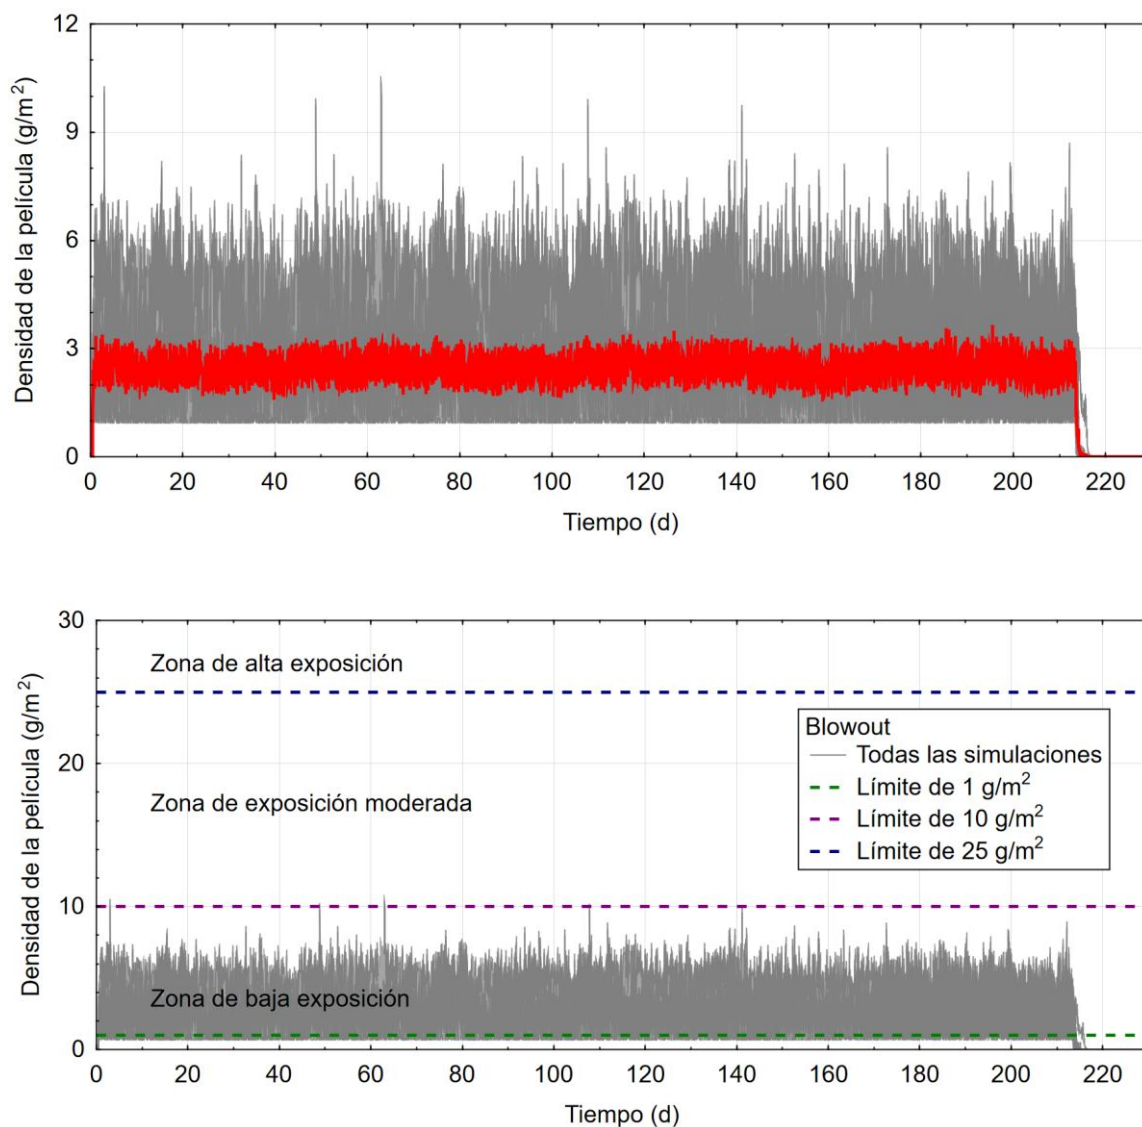 12
9
6
3
0
Densidad de la película (g/m²)
0 20 40 60 80 100 120 140 160 180 200 220
Tiempo (d)
30
20
10
0
Densidad de la película (g/m²)
Zona de alta exposición
Blowout
Todas las simulaciones
Límite de 1 g/m²
Límite de 10 g/m²
Límite de 25 g/m²
Zona de exposición moderada
Zona de baja exposición
0 20 40 60 80 100 120 140 160 180 200 220
Tiempo (d)